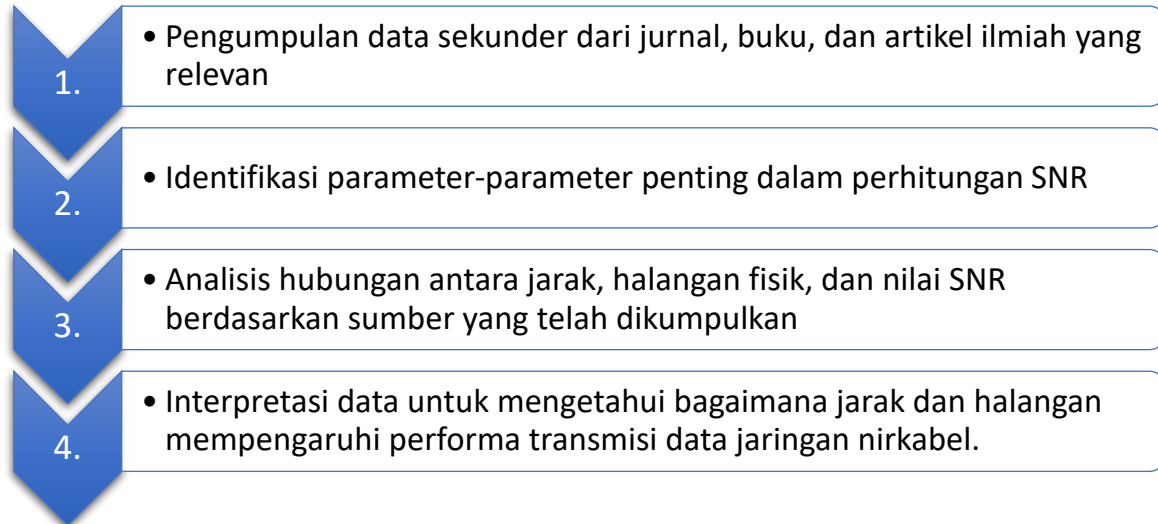 1.
• Pengumpulan data sekunder dari jurnal, buku, dan artikel ilmiah yang
relevan
2.
• Identifikasi parameter-parameter penting dalam perhitungan SNR
3.
• Analisis hubungan antara jarak, halangan fisik, dan nilai SNR
berdasarkan sumber yang telah dikumpulkan
4.
• Interpretasi data untuk mengetahui bagaimana jarak dan halangan
mempengaruhi performa transmisi data jaringan nirkabel.